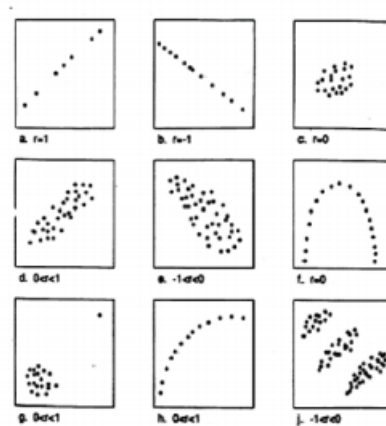 a. r=1
b. r=-1
c. r=0
d. 0<r<1
e. -1<r<0
f. r=0
g. 0<r<1
h. 0<r<1
j. -1<r<0